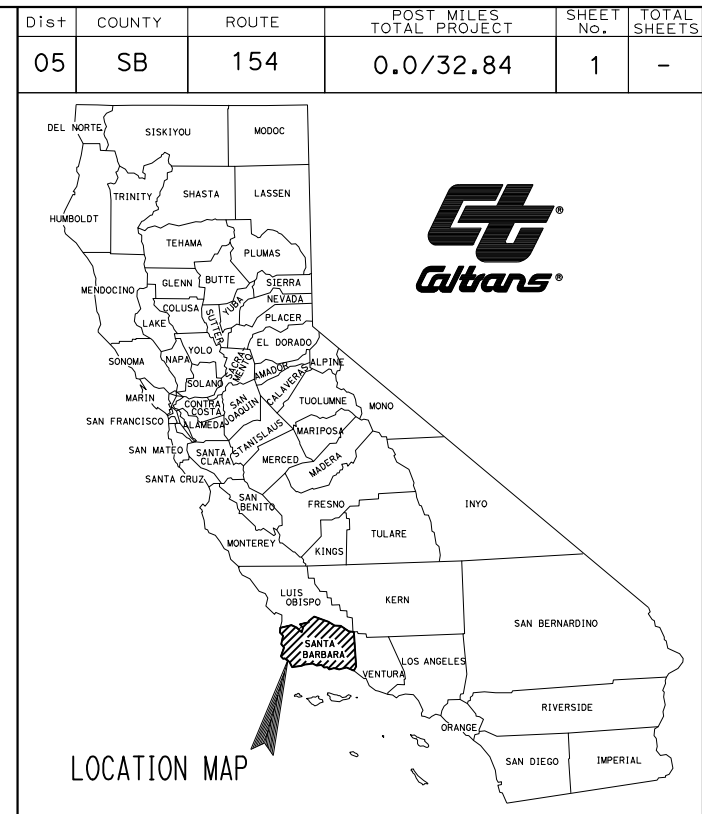 Dist COUNTY ROUTE POST MILES TOTAL PROJECT SHEET No. TOTAL SHEETS
05 SB 154 0.0/32.84 1 -
DEL NORTE
SISKIYOU
MODOC
HUMBOLDT
TRINITY
SHASTA
LASSEN
Ct ®
Caltrans ®
TEHAMA
PLUMAS
MENDOCINO
GLENN
BUTTE
SIERRA
YUBA
NEVADA
COLUSA
SUTTER
PLACER
LAKE
YOLO
EL DORADO
SONOMA
NAPA
SACRA
MENTO
AMADOR
ALPINE
SOLANO
CALAVERAS
MARIN
CONTRA
COSTA
SAN
JOAQUIN
TUOLUMNE
MONO
SAN FRANCISCO
ALAMEDA
STANISLAUS
MARIPOSA
SAN MATEO
SANTA
CLARA
MERCED
MADERA
SANTA CRUZ
SAN
BENITO
FRESNO
INYO
MONTEREY
KINGS
TULARE
LUIS
OBISPO
KERN
SAN BERNARDINO
SANTA
BARBARA
VENTURA
LOS ANGELES
ORANGE
RIVERSIDE
SAN DIEGO
IMPERIAL
LOCATION MAP